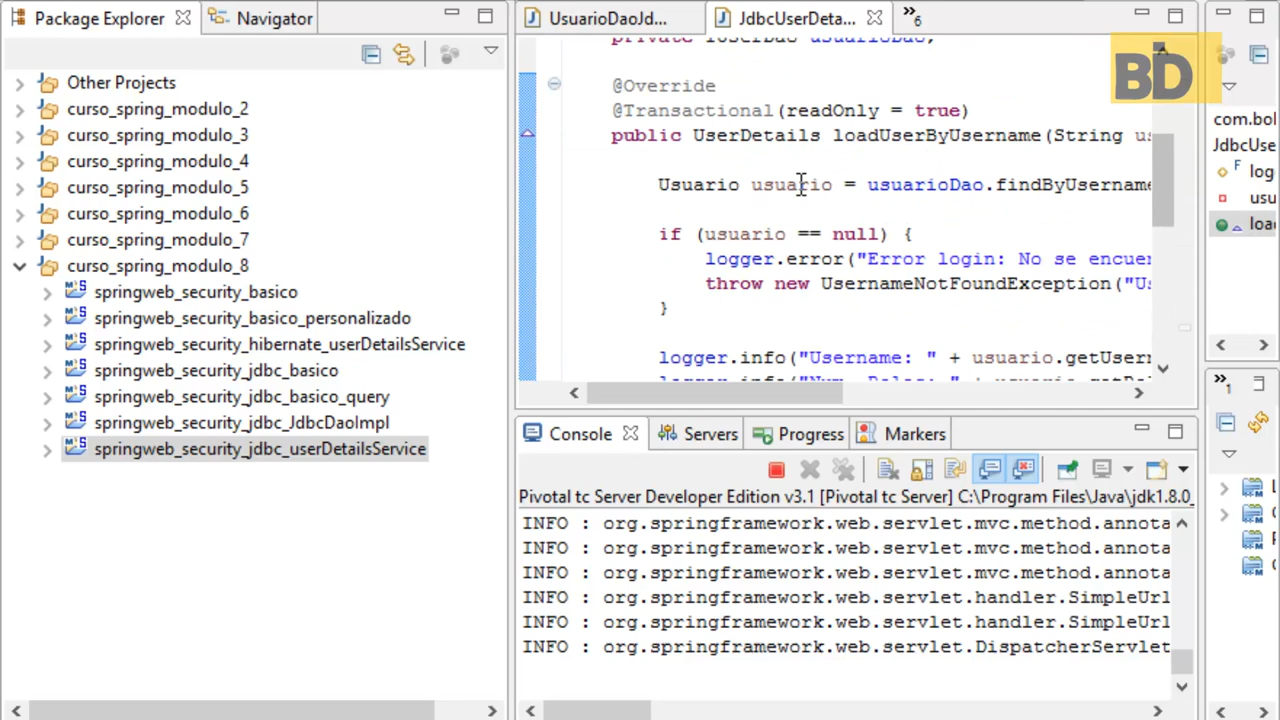 Package Explorer
Navigator
Other Projects
curso_spring_modulo_2
curso_spring_modulo_3
curso_spring_modulo_4
curso_spring_modulo_5
curso_spring_modulo_6
curso_spring_modulo_7
curso_spring_modulo_8
springweb_security_basico
springweb_security_basico_personalizado
springweb_security_hibernate_userDetailsService
springweb_security_jdbc_basico
springweb_security_jdbc_basico_query
springweb_security_jdbc_JdbcDaoImpl
springweb_security_jdbc_userDetailsService
UsuarioDaoJd...
JdbcUserDeta...
6
@Override
@Transactional(readOnly = true)
public UserDetails loadUserByUsername(String us
Usuario usuario = usuarioDao.findByUsername
if (usuario == null) {
logger.error("Error login: No se encuen
throw new UsernameNotFoundException("Us
}
logger.info("Username: " + usuario.getUsern
BD
com.bol
JdbcUse
log
usu
loa
1
Console
Servers
Progress
Markers
Pivotal tc Server Developer Edition v3.1 [Pivotal tc Server] C:\Program Files\Java\jdk1.8.0_
INFO : org.springframework.web.servlet.mvc.method.annota
INFO : org.springframework.web.servlet.mvc.method.annota
INFO : org.springframework.web.servlet.mvc.method.annota
INFO : org.springframework.web.servlet.handler.SimpleUrl
INFO : org.springframework.web.servlet.handler.SimpleUrl
INFO : org.springframework.web.servlet.DispatcherServlet